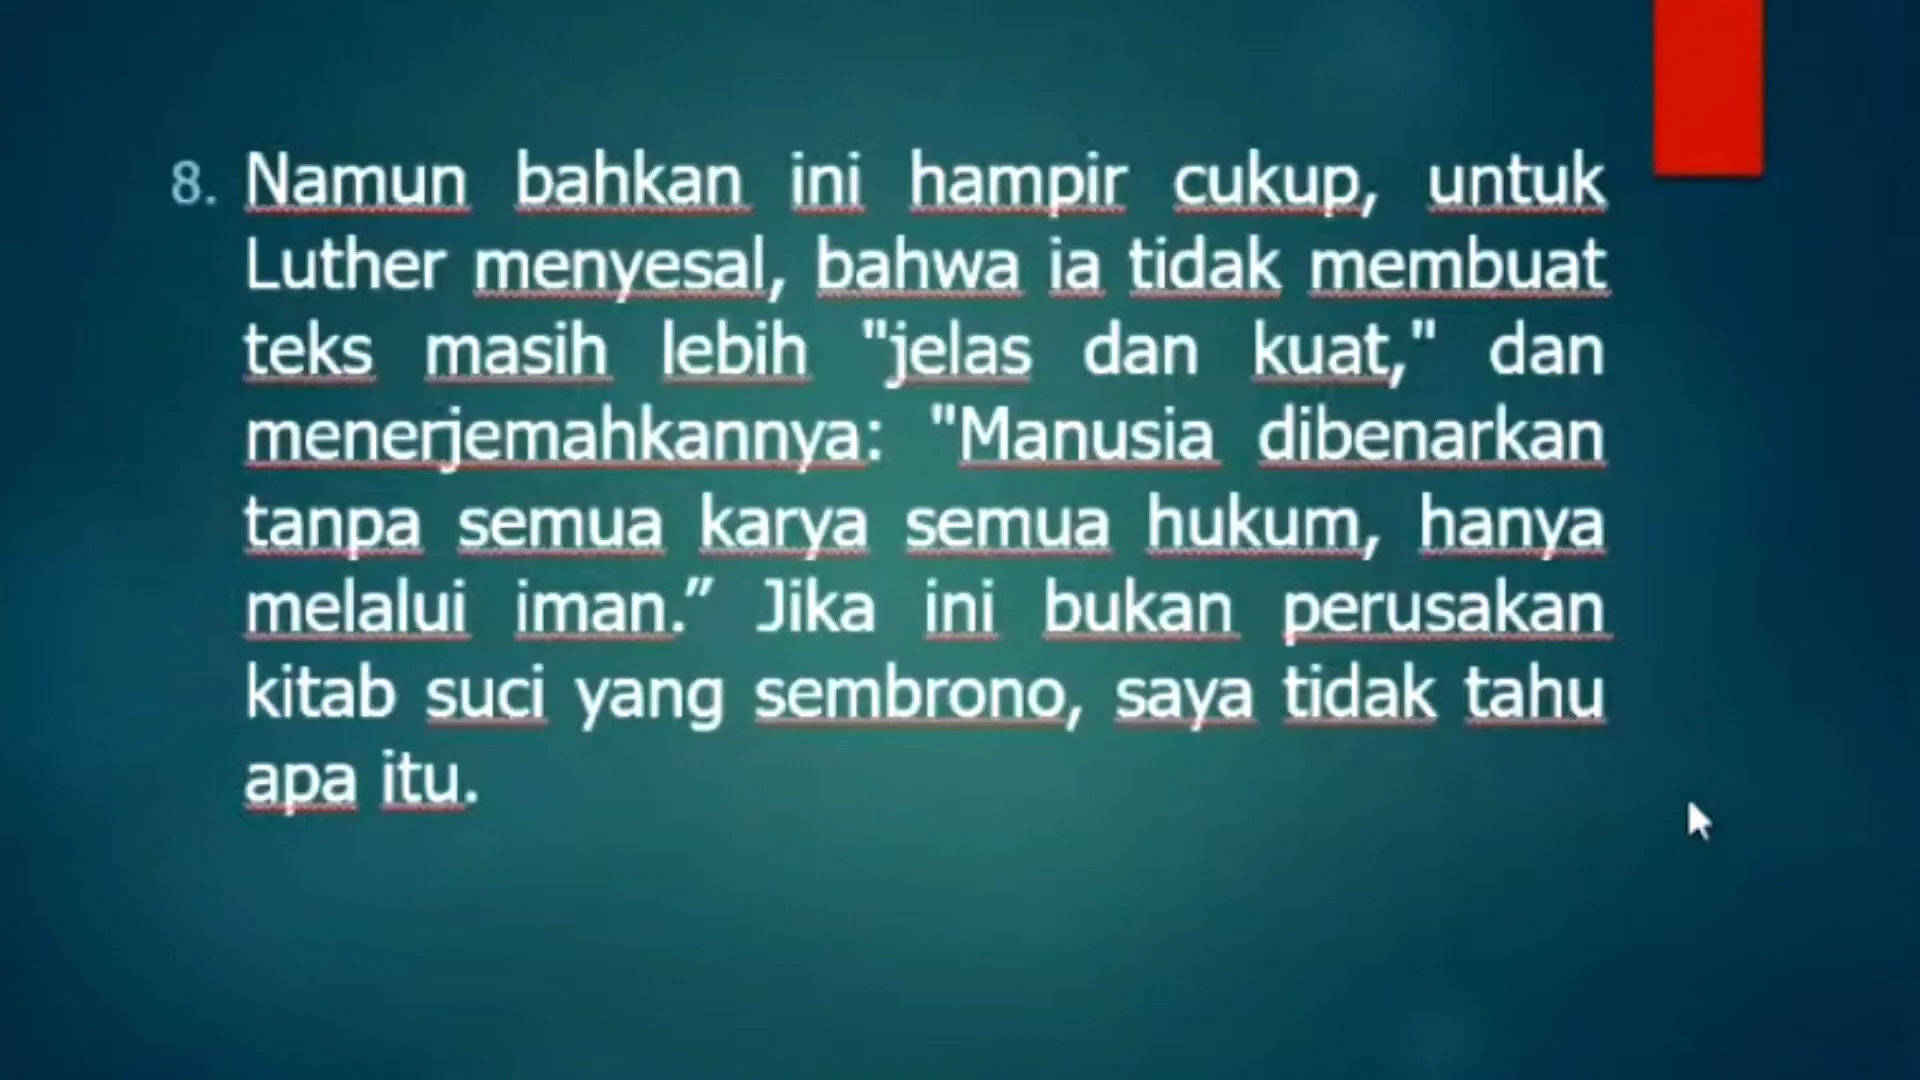 8. Namun bahkan ini hampir cukup, untuk
Luther menyesal, bahwa ia tidak membuat
teks masih lebih "jelas dan kuat," dan
menerjemahkannya: "Manusia dibenarkan
tanpa semua karya semua hukum, hanya
melalui iman.” Jika ini bukan perusakan
kitab suci yang sembrono, saya tidak tahu
apa itu.